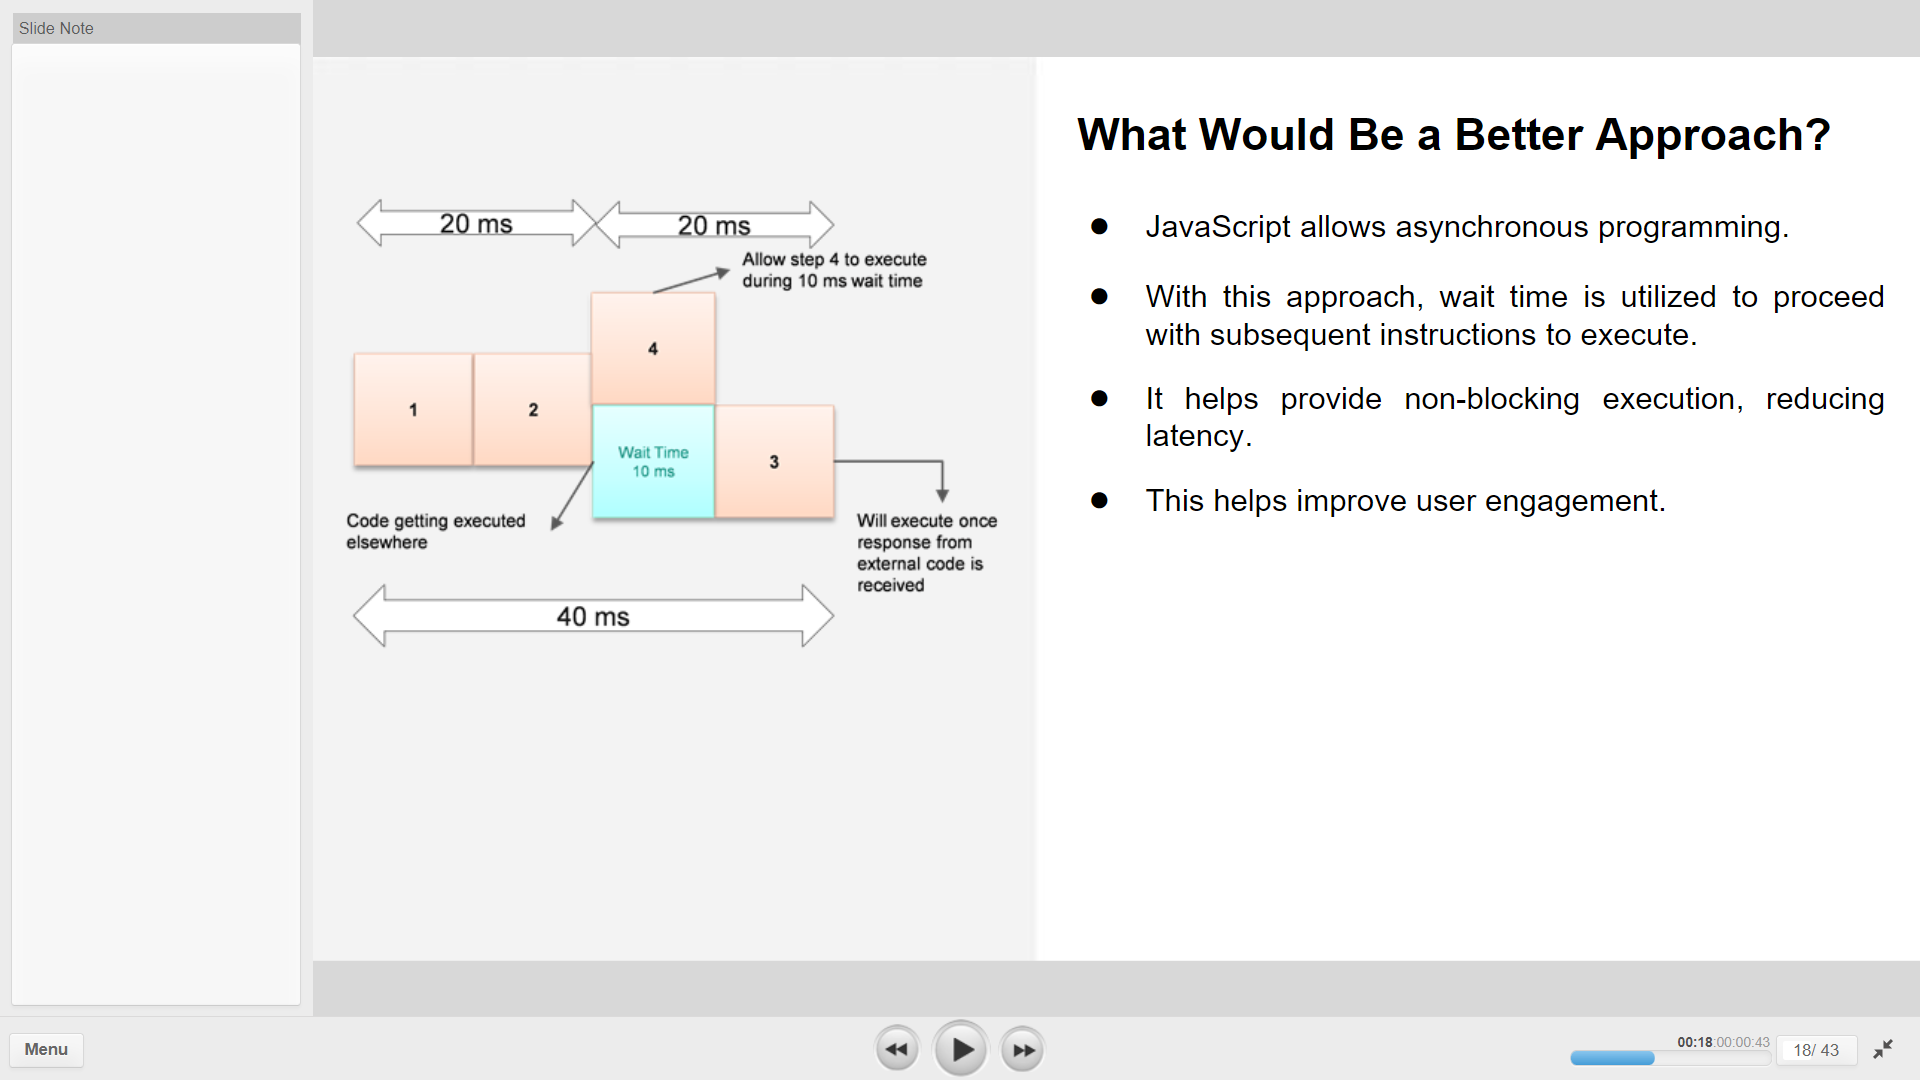 Slide Note
What Would Be a Better Approach?
20 ms
20 ms
Allow step 4 to execute
during 10 ms wait time
4
1
2
Wait Time
10 ms
3
Code getting executed
elsewhere
Will execute once
response from
external code is
received
40 ms
● JavaScript allows asynchronous programming.
● With this approach, wait time is utilized to proceed
with subsequent instructions to execute.
● It helps provide non-blocking execution, reducing
latency.
● This helps improve user engagement.
Menu
00:18:00:00:43
18/ 43